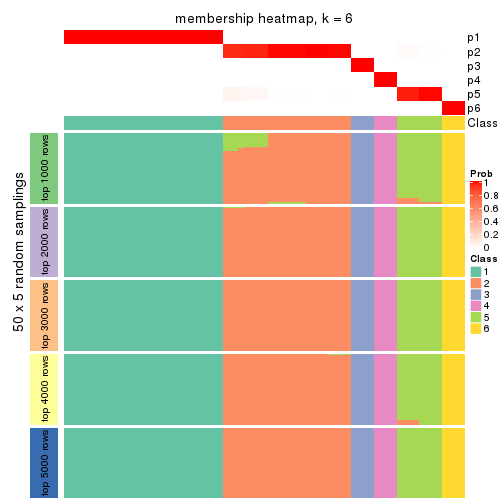 membership heatmap, k = 6
p1
p2
p3
p4
p5
p6
Class
50 x 5 random samplings
top 1000 rows
top 2000 rows
top 3000 rows
top 4000 rows
top 5000 rows
Prob
1
0.8
0.6
0.4
0.2
0
Class
1
2
3
4
5
6